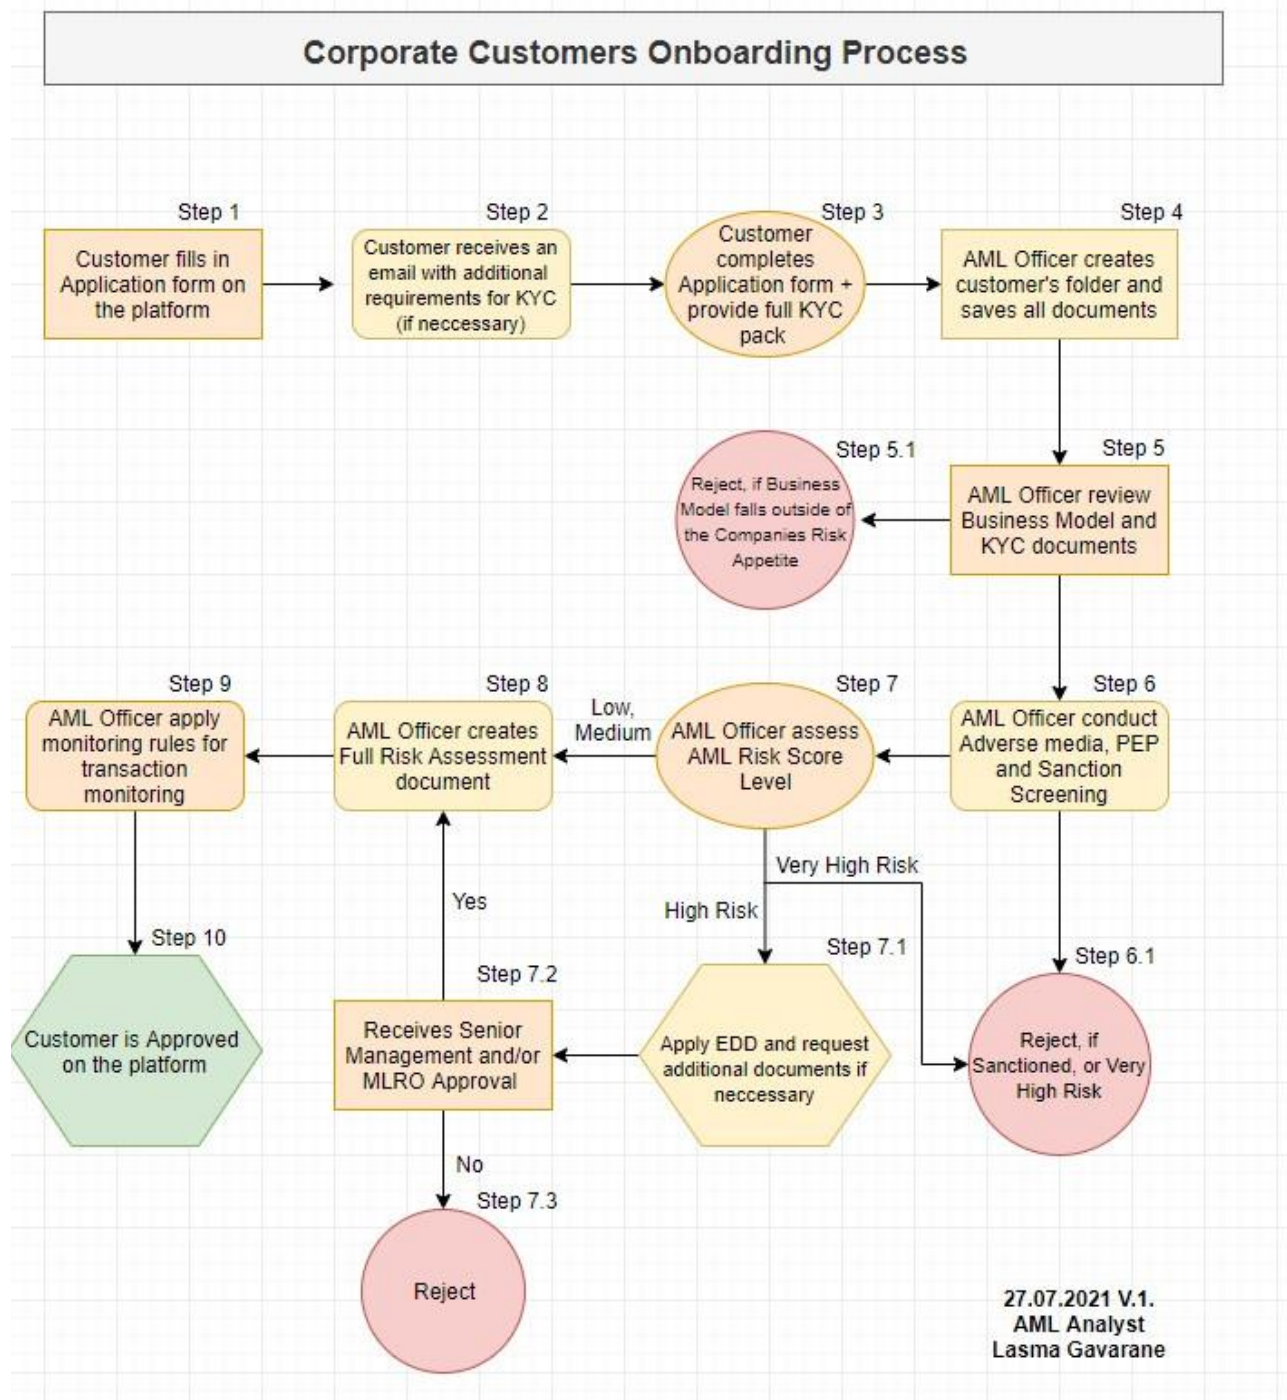 Corporate Customers Onboarding Process
Step 1
Customer fills in
Application form on
the platform
Step 2
Customer receives an
email with additional
requirements for KYC
(if neccessary)
Step 3
Customer
completes
Application form +
provide full KYC
pack
Step 4
AML Officer creates
customer's folder and
saves all documents
Step 5
AML Officer review
Business Model and
KYC documents
Step 5.1
Reject, if Business
Model falls outside of
the Companies Risk
Appetite
Step 6
AML Officer conduct
Adverse media, PEP
and Sanction
Screening
Step 7
AML Officer assess
AML Risk Score
Level
Low,
Medium
Step 8
AML Officer creates
Full Risk Assessment
document
Step 9
AML Officer apply
monitoring rules for
transaction
monitoring
Very High Risk
High Risk
Yes
Step 10
Customer is Approved
on the platform
Step 7.2
Receives Senior
Management and/or
MLRO Approval
Step 7.1
Apply EDD and request
additional documents if
neccessary
Step 6.1
Reject, if
Sanctioned, or Very
High Risk
No
Step 7.3
Reject
27.07.2021 V.1.
AML Analyst
Lasma Gavarane